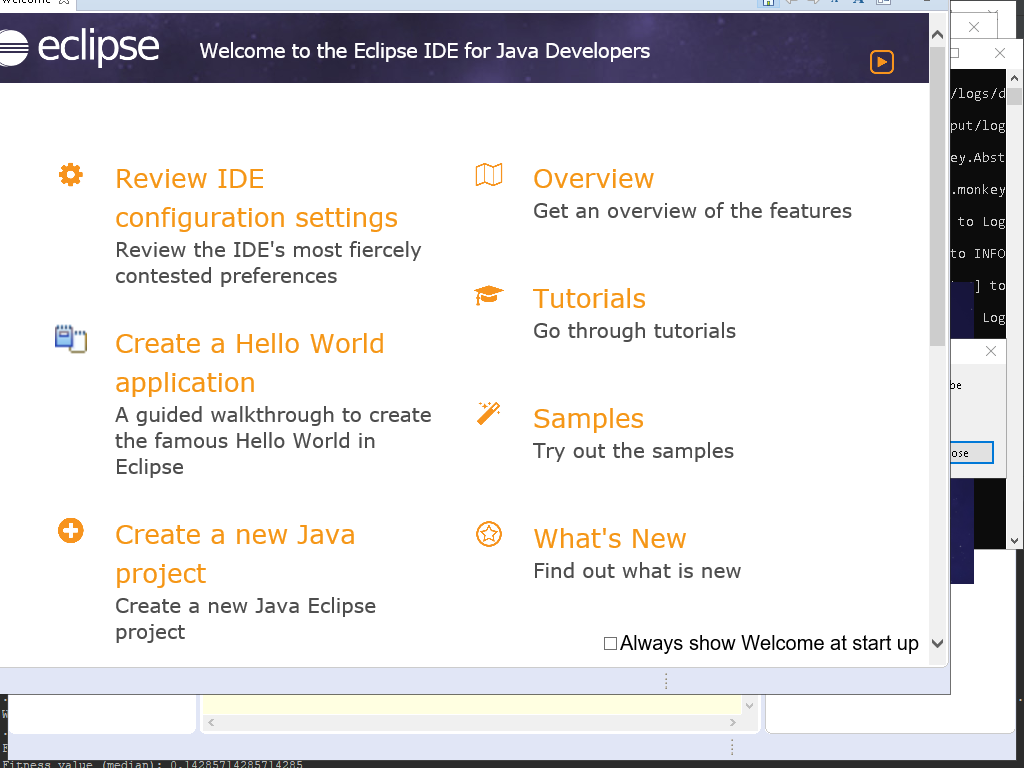 Welcome
eclipse
Welcome to the Eclipse IDE for Java Developers
Review IDE
configuration settings
Review the IDE's most fiercely
contested preferences
Create a Hello World
application
A guided walkthrough to create
the famous Hello World in
Eclipse
Create a new Java
project
Create a new Java Eclipse
project
Overview
Get an overview of the features
Tutorials
Go through tutorials
Samples
Try out the samples
What's New
Find out what is new
Always show Welcome at start up
/logs/d
put/log
ey.Abst
.monkey
to Log
to INFO
] to
Log
be
ose
Fitness value (median): 0.14285714285714285